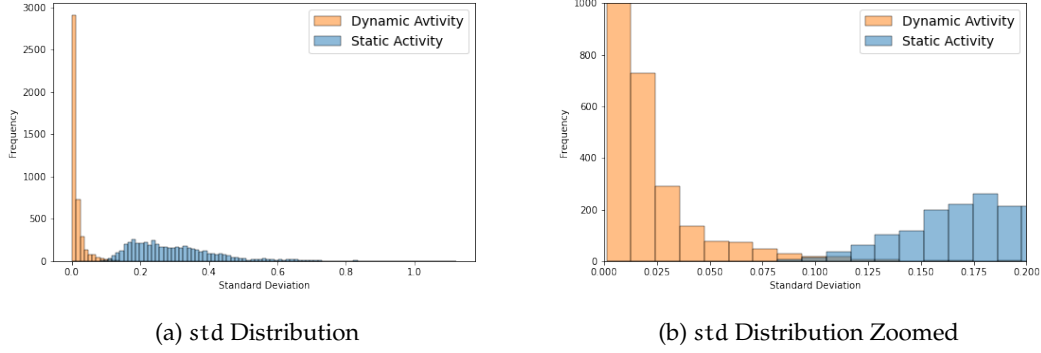 3000
2500
2000
1500
1000
500
0
Frequency
0.0 0.2 0.4 0.6 0.8 1.0
Standard Deviation
Dynamic Avtivity
Static Activity
(a) std Distribution
1000
800
600
400
200
0
Frequency
0.000 0.025 0.050 0.075 0.100 0.125 0.150 0.175 0.200
Standard Deviation
Dynamic Avtivity
Static Activity
(b) std Distribution Zoomed